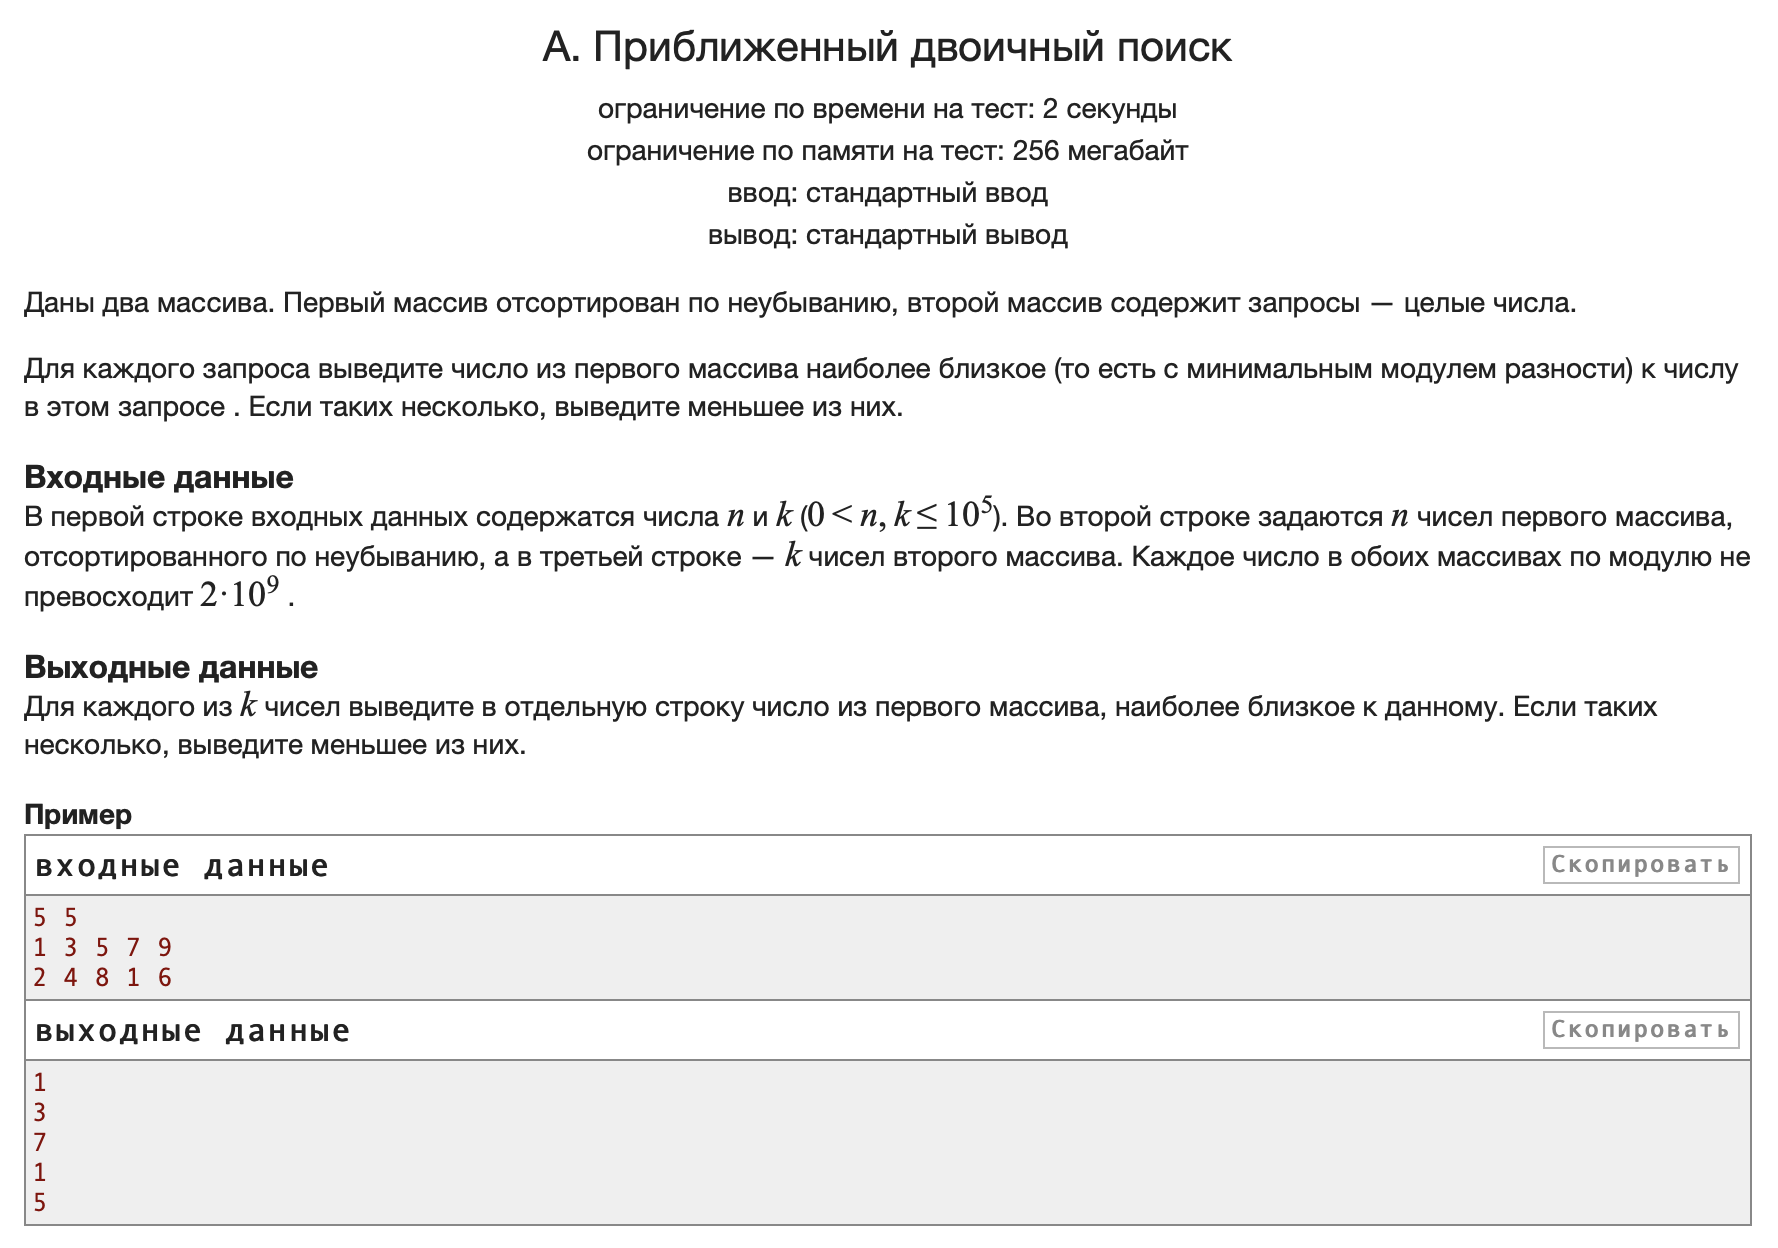 A. Приближенный двоичный поиск
ограничение по времени на тест: 2 секунды
ограничение по памяти на тест: 256 мегабайт
ввод: стандартный ввод
вывод: стандартный вывод
Даны два массива. Первый массив отсортирован по неубыванию, второй массив содержит запросы — целые числа.
Для каждого запроса выведите число из первого массива наиболее близкое (то есть с минимальным модулем разности) к числу
в этом запросе . Если таких несколько, выведите меньшее из них.
Входные данные
В первой строке входных данных содержатся числа n и k (0 < n, k ≤ 10⁵). Во второй строке задаются n чисел первого массива,
отсортированного по неубыванию, а в третьей строке — k чисел второго массива. Каждое число в обоих массивах по модулю не
превосходит 2·10⁹ .
Выходные данные
Для каждого из k чисел выведите в отдельную строку число из первого массива, наиболее близкое к данному. Если таких
несколько, выведите меньшее из них.
Пример
входные данные Скопировать
5 5
1 3 5 7 9
2 4 8 1 6
выходные данные Скопировать
1
3
7
1
5